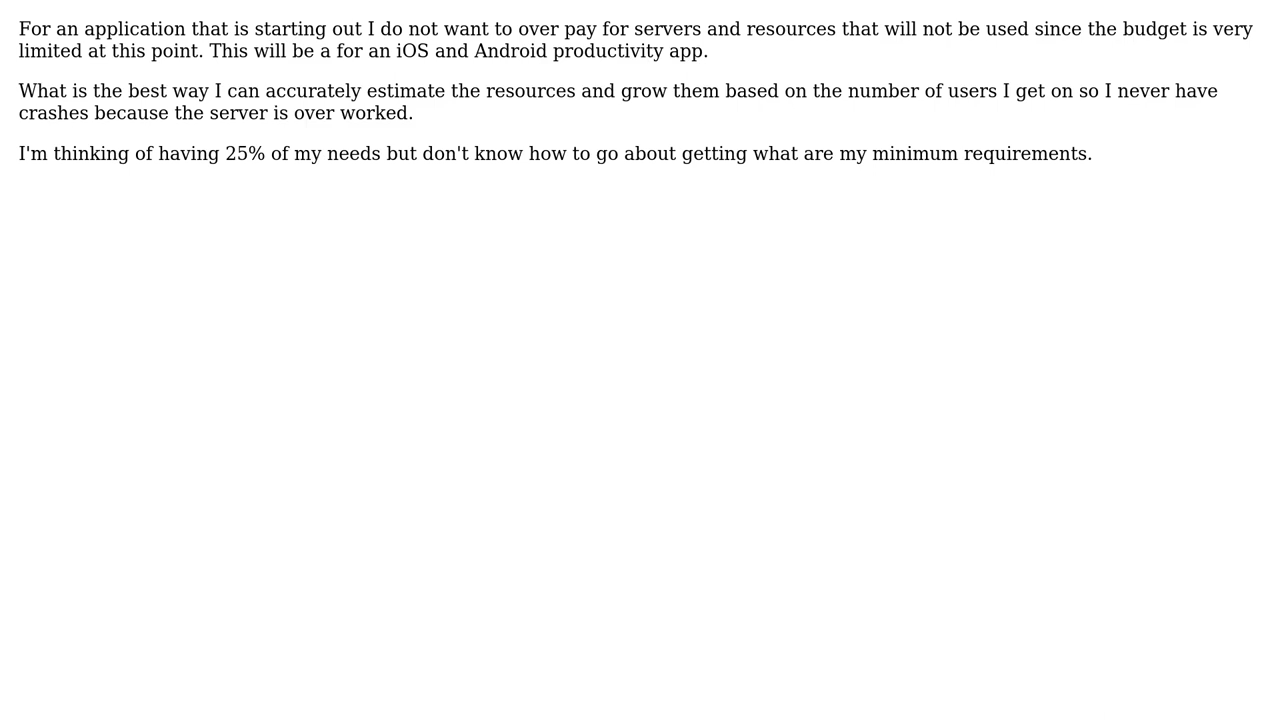 For an application that is starting out I do not want to over pay for servers and resources that will not be used since the budget is very
limited at this point. This will be a for an iOS and Android productivity app.
What is the best way I can accurately estimate the resources and grow them based on the number of users I get on so I never have
crashes because the server is over worked.
I'm thinking of having 25% of my needs but don't know how to go about getting what are my minimum requirements.